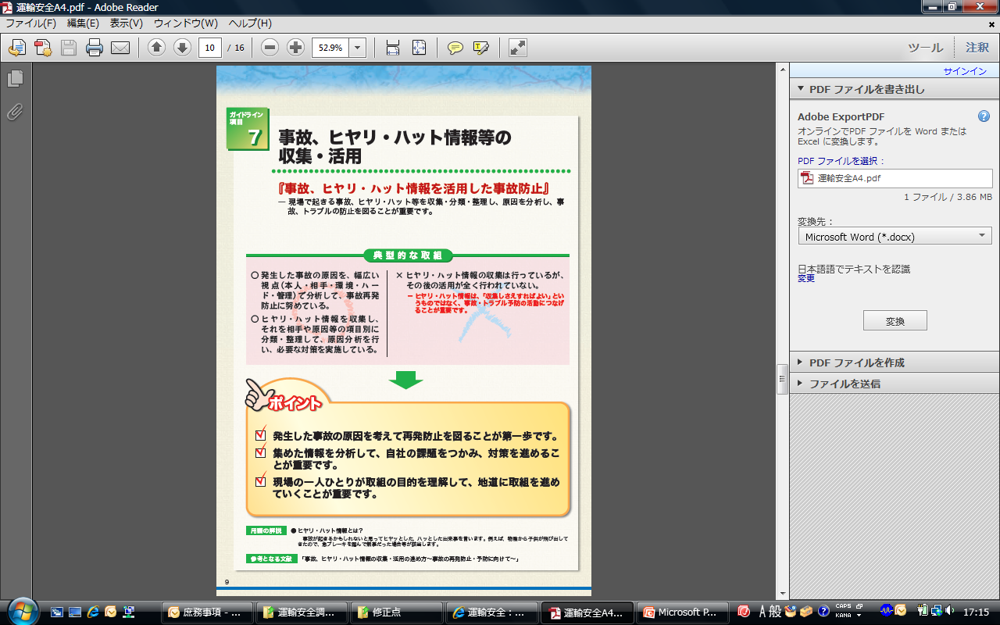 運輸安全A4.pdf - Adobe Reader
ファイル(F) 編集(E) 表示(V) ウィンドウ(W) ヘルプ(H)
10 / 16 52.9% ツール 注釈
サインイン
PDF ファイルを書き出し
Adobe ExportPDF
オンラインでPDF ファイルを Word または
Excel に変換します。
PDF ファイルを選択：
運輸安全A4.pdf
1 ファイル / 3.86 MB
変換先：
Microsoft Word (*.docx)
日本語語でテキストを認識
変更
変換
PDF ファイルを作成
ファイルを送信
ガイドライン
項目
7
事故、ヒヤリ・ハット情報等の
収集・活用
『事故、ヒヤリ・ハット情報を活用した事故防止』
― 現場で起きる事故、ヒヤリ・ハット等を収集・分類・整理し、原因を分析し、事
故、トラブルの防止を図ることが重要です。
典型的な取組
○ 発生した事故の原因を、幅広い
視点(本人・相手・環境・ハー
ド・管理)で分析して、事故再発
防止に努めている。
○ ヒヤリ・ハット情報を収集し、
それを相手や原因等の項目別に
分類・整理して、原因分析を行
い、必要な対策を実施している。
× ヒヤリ・ハット情報の収集は行っているが、
その後の活用が全く行われていない。
― ヒヤリ・ハット情報は、「収集しさえすればよい」とい
うものではなく、事故・トラブル予防の活動につなげ
ることが重要です。
ポイント
発生した事故の原因を考えて再発防止を図ることが第一歩です。
集めた情報を分析して、自社の課題をつかみ、対策を進めるこ
とが重要です。
現場の一人ひとりが取組の目的を理解して、地道に取組を進め
ていくことが重要です。
用語の解説 ●ヒヤリ・ハット情報とは？
事故が起きるかもしれないと思ってヒヤッとした、ハッとした出来事を言います。例えば、物陰から子供が飛び出して
きたので、急ブレーキを踏んで無事だった場合等が該当します。
参考となる文献 「事故、ヒヤリ・ハット情報の収集・活用の進め方～事故の再発防止・予防に向けて～」
9
庶務事項 - ... 運輸安全調... 修正点 運輸安全：... 運輸安全A4... Microsoft P... A 般 CAPS KANA 17:15